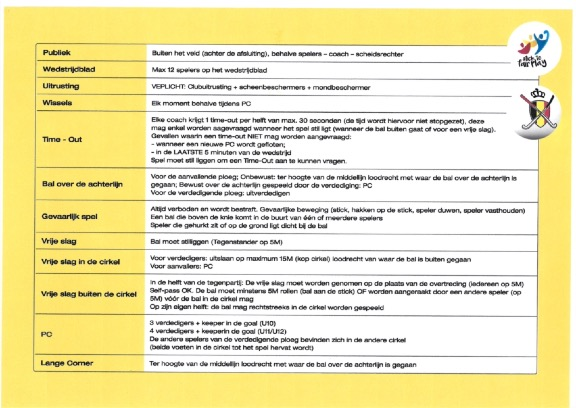 stick to
fair play
Publiek
Buiten het veld (achter de afsluiting), behalve spelers – coach – scheidsrechter
Wedstrijdblad
Max 12 spelers op het wedstrijdblad
Uitrusting
VEPLICHT: Clubuitrusting + scheenbeschermers + mondbeschermer
Wissels
Elk moment behalve tijdens PC
Time - Out
Elke coach krijgt 1 time-out per helft van max. 30 seconden (de tijd wordt hiervoor niet stopgezet), deze
mag enkel worden aagevraagd wanneer het spel stil ligt (wanneer de bal buiten gaat of voor een vrije slag).
Gevallen waarin een time-out NIET mag worden aangevraagd:
- wanneer een nieuwe PC wordt gefloten;
- in de LAATSTE 5 minuten van de wedstrijd
Spel moet stil liggen om een Time-Out aan te kunnen vragen.
Bal over de achterlijn
Voor de aanvallende ploeg; Onbewust: ter hoogte van de middellijn loodrecht met waar de bal over de achterlijn is
gegaan; Bewust over de achterlijn gespeeld door de verdediging: PC
Voor de verdedigende ploeg: uitverdedigen
Gevaarlijk spel
Altijd verboden en wordt bestraft. Gevaarlijke beweging (stick, hakken op de stick, speler duwen, speler vasthouden)
Een bal die boven de knie komt in de buurt van één of meerdere spelers
Speler die gehurkt zit of op de grond ligt dicht bij de bal
Vrije slag
Bal moet stilliggen (Tegenstander op 5M)
Vrije slag in de cirkel
Voor verdedigers: uitslaan op maximum 15M (kop cirkel) loodrecht van waar de bal is buiten gegaan
Voor aanvallers: PC
Vrije slag buiten de cirkel
In de helft van de tegenpartij: De vrije slag moet worden genomen op de plaats van de overtreding (iedereen op 5M)
Self-pass OK. De bal moet minstens 5M rollen (bal aan de stick) OF worden aangeraakt door een andere speler (op
5M) vóór de bal in de cirkel mag
Op zijn eigen helft: de bal mag rechtstreeks in de cirkel worden gespeeld
PC
3 verdedigers + keeper in de goal (U10)
4 verdedigers + keeper in de goal (U11/U12)
De andere spelers van de verdedigende ploeg bevinden zich in de andere cirkel
(beide voeten in de cirkel tot het spel hervat wordt)
Lange Corner
Ter hoogte van de middellijn loodrecht met waar de bal over de achterlijn is gegaan